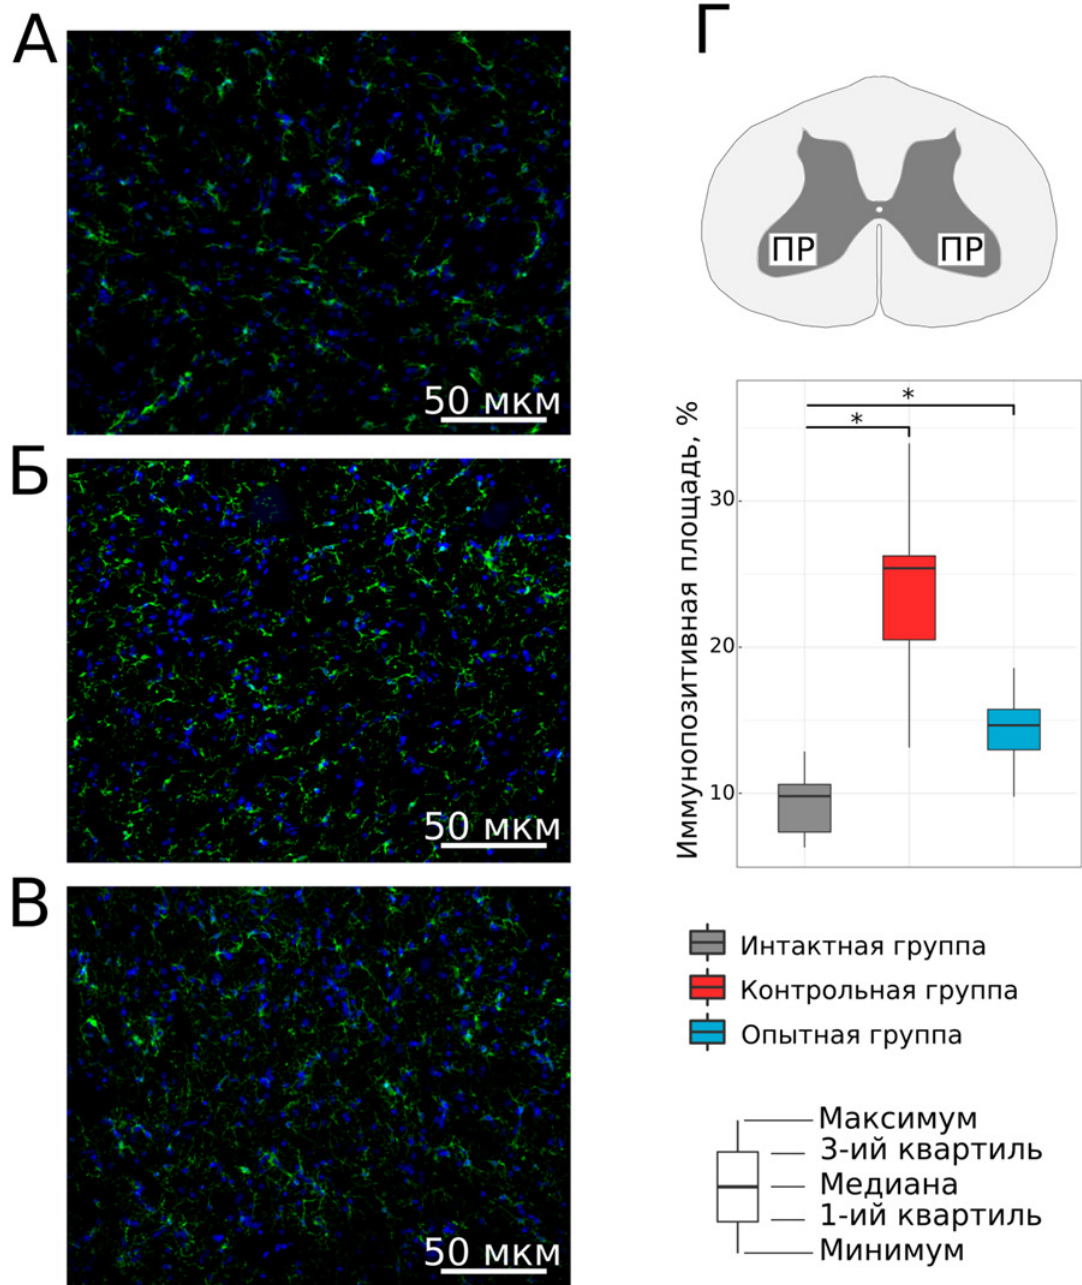 А
50 мкм
Б
50 мкм
В
50 мкм
Г
ПР
ПР
Иммунопозитивная площадь, %
*
*
30
20
10
Интактная группа
Контрольная группа
Опытная группа
Максимум
3-ий квартиль
Медиана
1-ий квартиль
Минимум